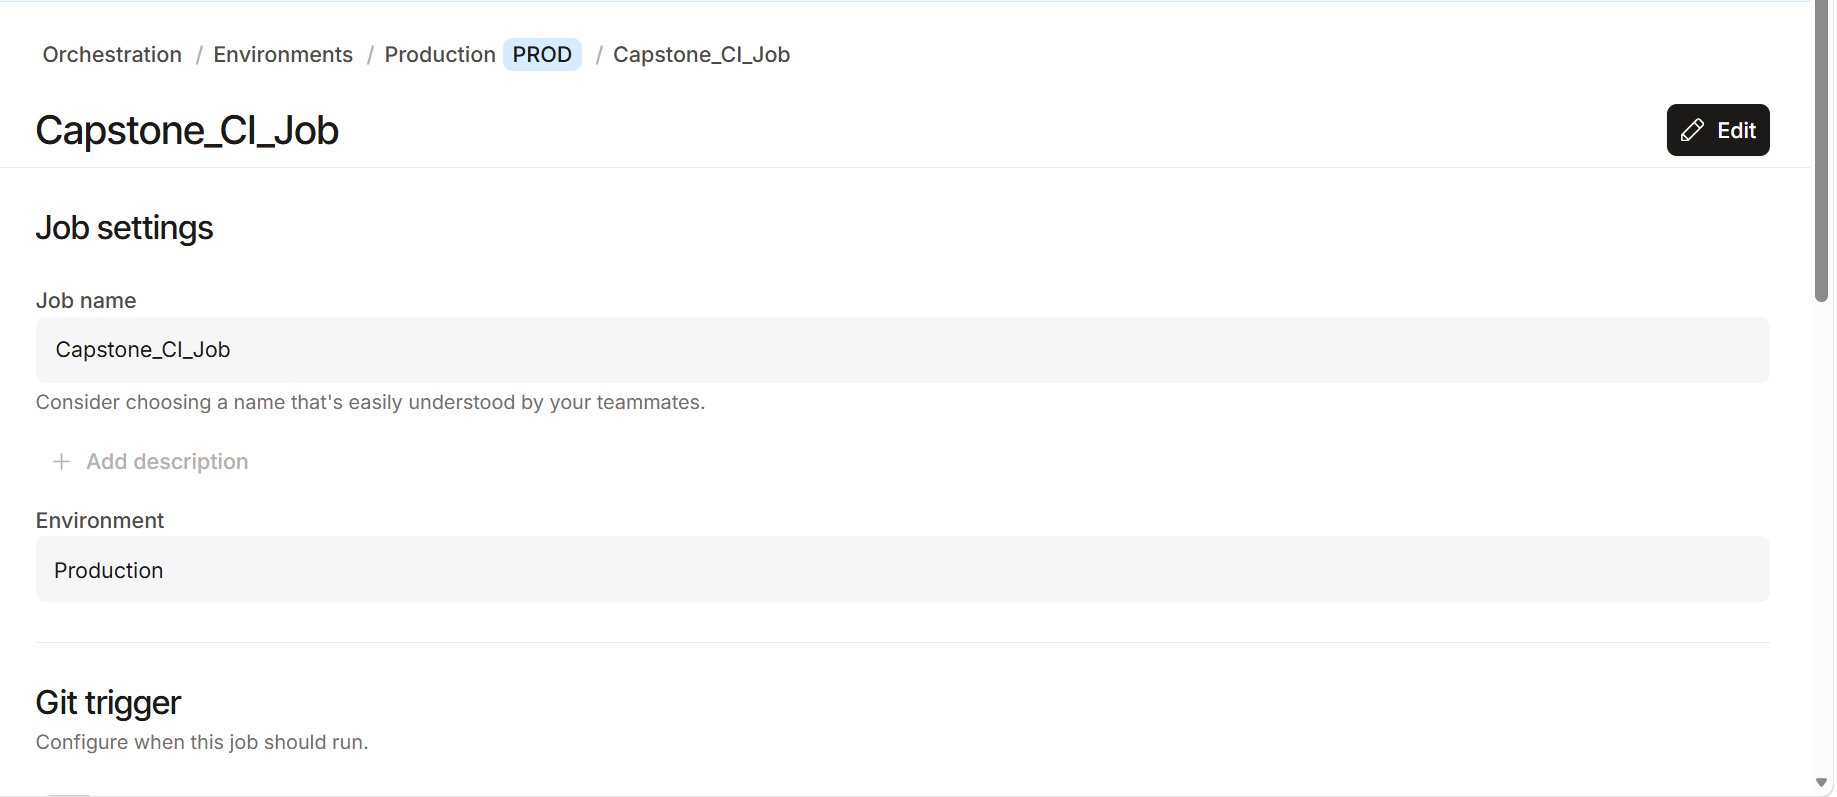 Orchestration / Environments / Production PROD / Capstone_CI_Job
Capstone_CI_Job
Edit
Job settings
Job name
Capstone_CI_Job
Consider choosing a name that's easily understood by your teammates.
+ Add description
Environment
Production
Git trigger
Configure when this job should run.